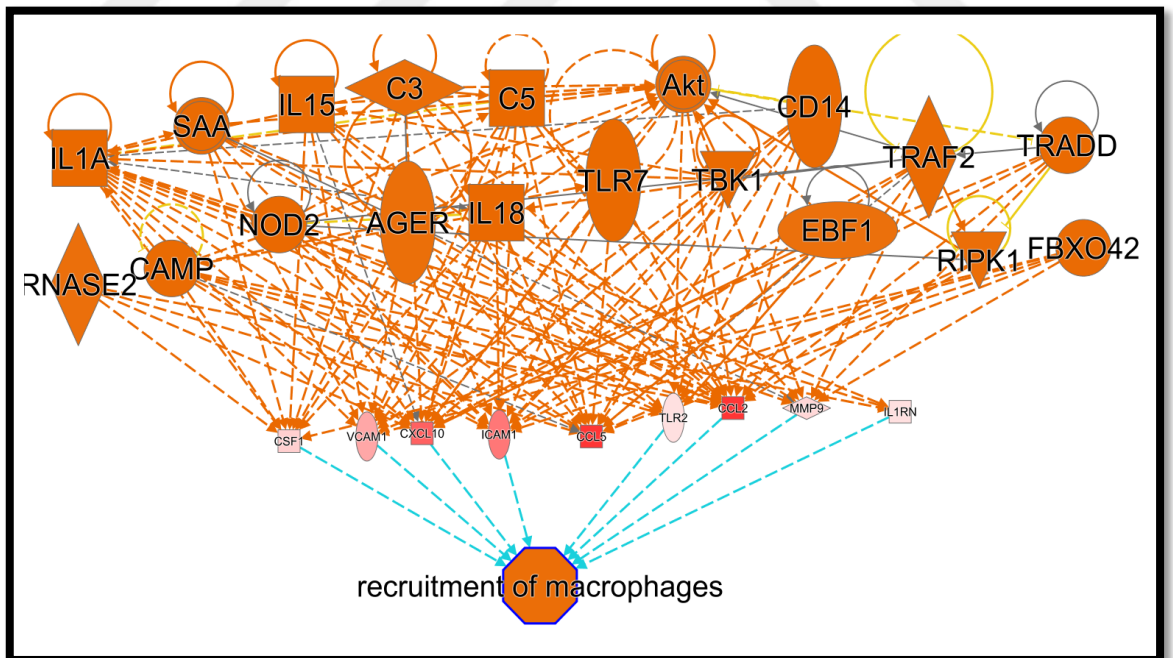 IL1A
SAA
IL15
C3
C5
Akt
CD14
TRAF2
TRADD
RNASE2
CAMP
NOD2
AGER
IL18
TLR7
TBK1
EBF1
RIPK1
FBXO42
CSF1
VCAM1
CXCL10
ICAM1
CCL5
TLR2
CCL2
MMP9
IL1RN
recruitment of macrophages